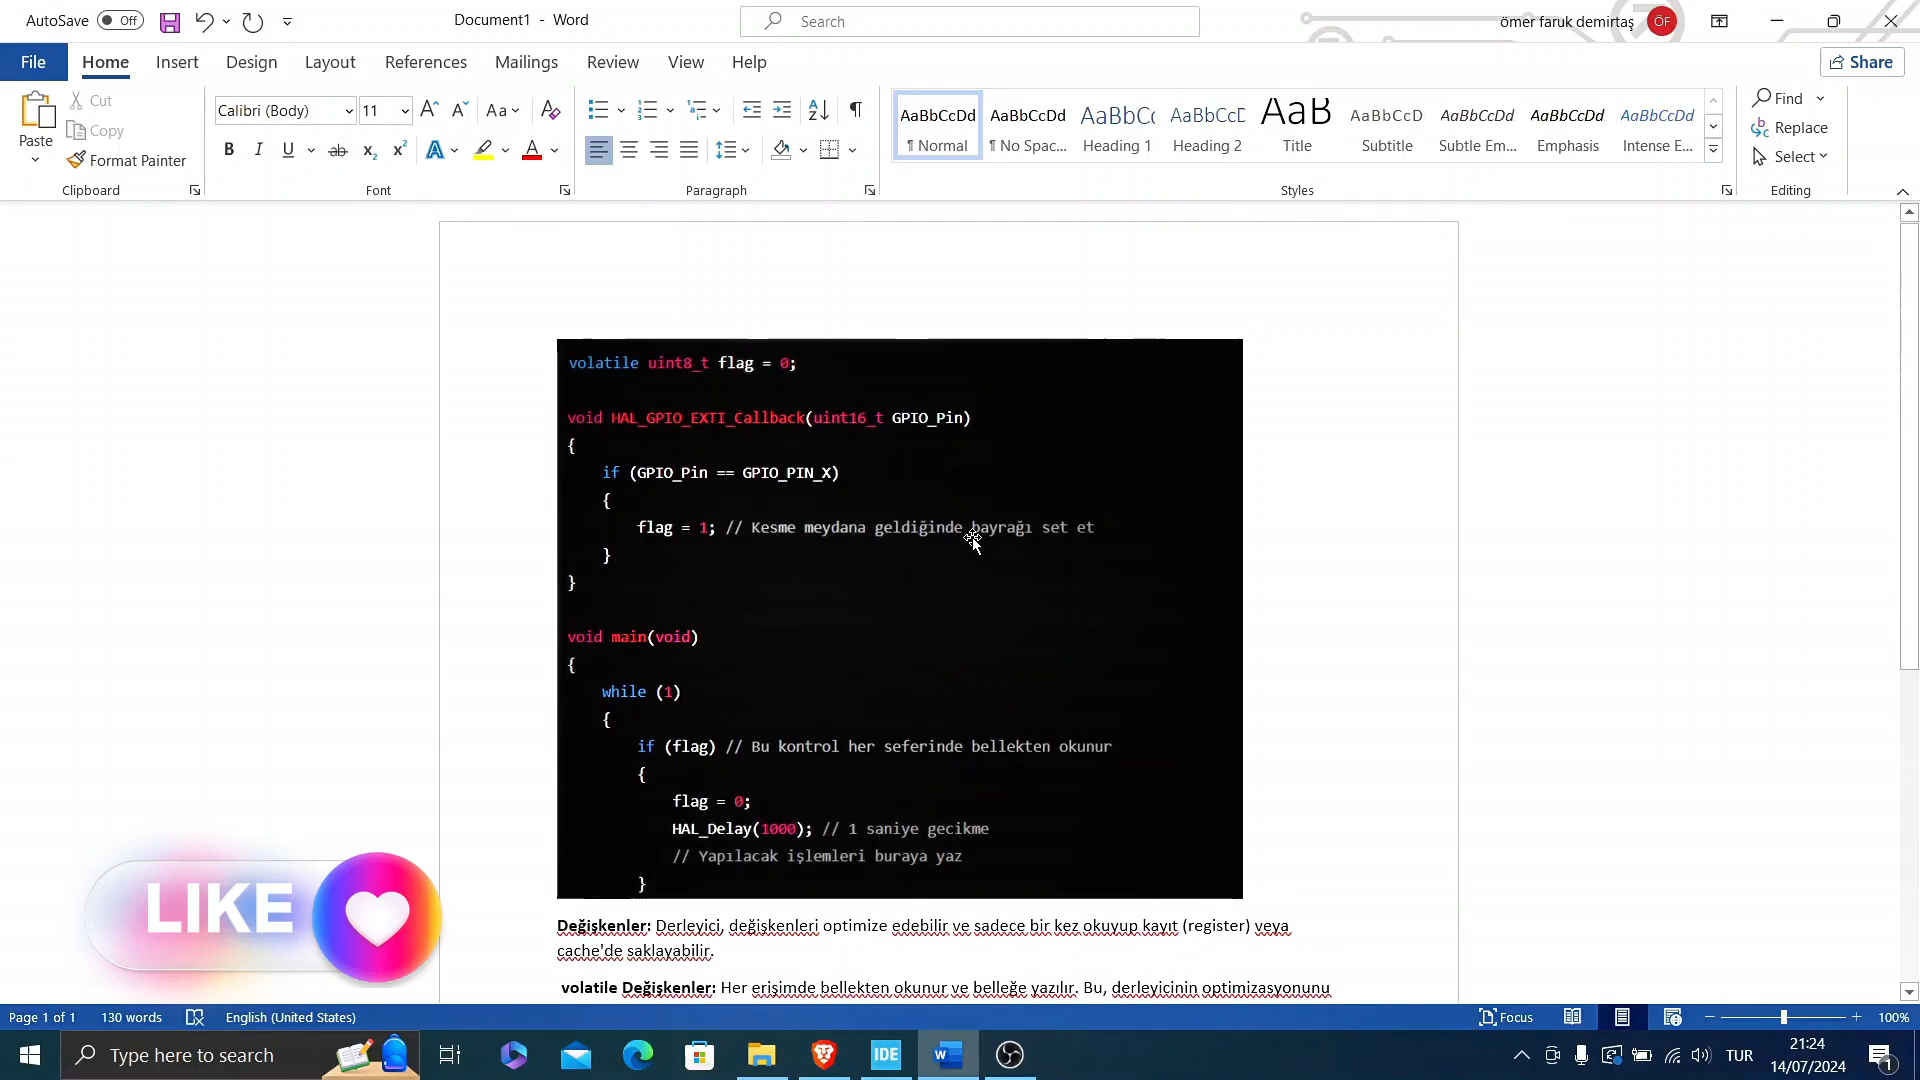 AutoSave Off
Document1 - Word
Search
ömer faruk demirtaş
ÖF
File Home Insert Design Layout References Mailings Review View Help
Share
Paste
Cut
Copy
Format Painter
Clipboard
Calibri (Body) 11
Font
Paragraph
AaBbCcDd AaBbCcDd AaBbC( AaBbCcE AaB AaBbCcD AaBbCcDd AaBbCcDd AaBbCcDd
¶ Normal ¶ No Spac... Heading 1 Heading 2 Title Subtitle Subtle Em... Emphasis Intense E...
Styles
Find
Replace
Select
Editing
volatile uint8_t flag = 0;
void HAL_GPIO_EXTI_Callback(uint16_t GPIO_Pin)
{
if (GPIO_Pin == GPIO_PIN_X)
{
flag = 1; // Kesme meydana geldiğinde bayrağı set et
}
}
void main(void)
{
while (1)
{
if (flag) // Bu kontrol her seferinde bellekten okunur
{
flag = 0;
HAL_Delay(1000); // 1 saniye gecikme
// Yapılacak işlemleri buraya yaz
}
Değişkenler: Derleyici, değişkenleri optimize edebilir ve sadece bir kez okuyup kayıt (register) veya
cache'de saklayabilir.
volatile Değişkenler: Her erişimde bellekten okunur ve belleğe yazılır. Bu, derleyicinin optimizasyonunu
LIKE
Page 1 of 1 130 words English (United States)
Focus
100%
Type here to search
IDE
TUR
21:24
14/07/2024
1